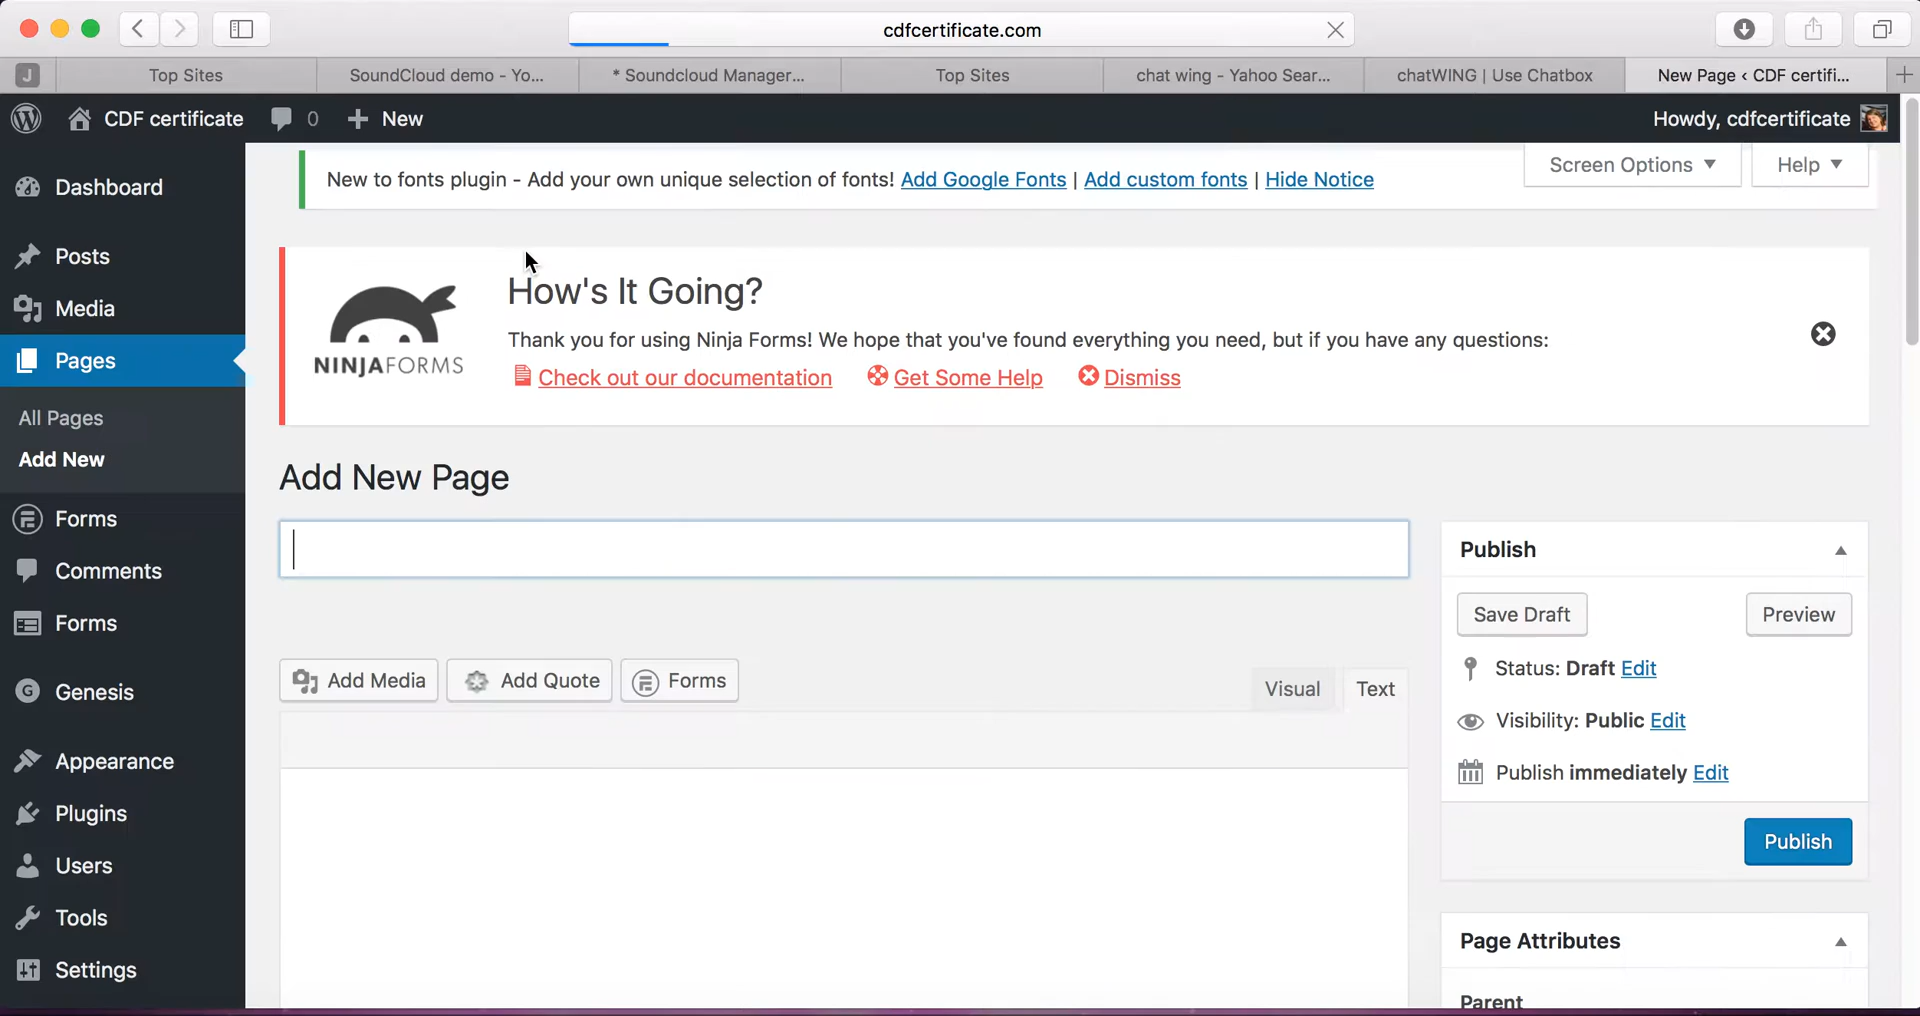 cdfcertificate.com
J
Top Sites
SoundCloud demo - Yo...
* Soundcloud Manager...
Top Sites
chat wing - Yahoo Sear...
chatWING | Use Chatbox
New Page ‹ CDF certifi...
CDF certificate
0
New
Howdy, cdfcertificate
Dashboard
Posts
Media
Pages
All Pages
Add New
Forms
Comments
Forms
Genesis
Appearance
Plugins
Users
Tools
Settings
New to fonts plugin - Add your own unique selection of fonts! Add Google Fonts | Add custom fonts | Hide Notice
Screen Options
Help
NINJAFORMS
How's It Going?
Thank you for using Ninja Forms! We hope that you've found everything you need, but if you have any questions:
Check out our documentation
Get Some Help
Dismiss
Add New Page
Add Media
Add Quote
Forms
Visual
Text
Publish
Save Draft
Preview
Status: Draft Edit
Visibility: Public Edit
Publish immediately Edit
Publish
Page Attributes
Parent